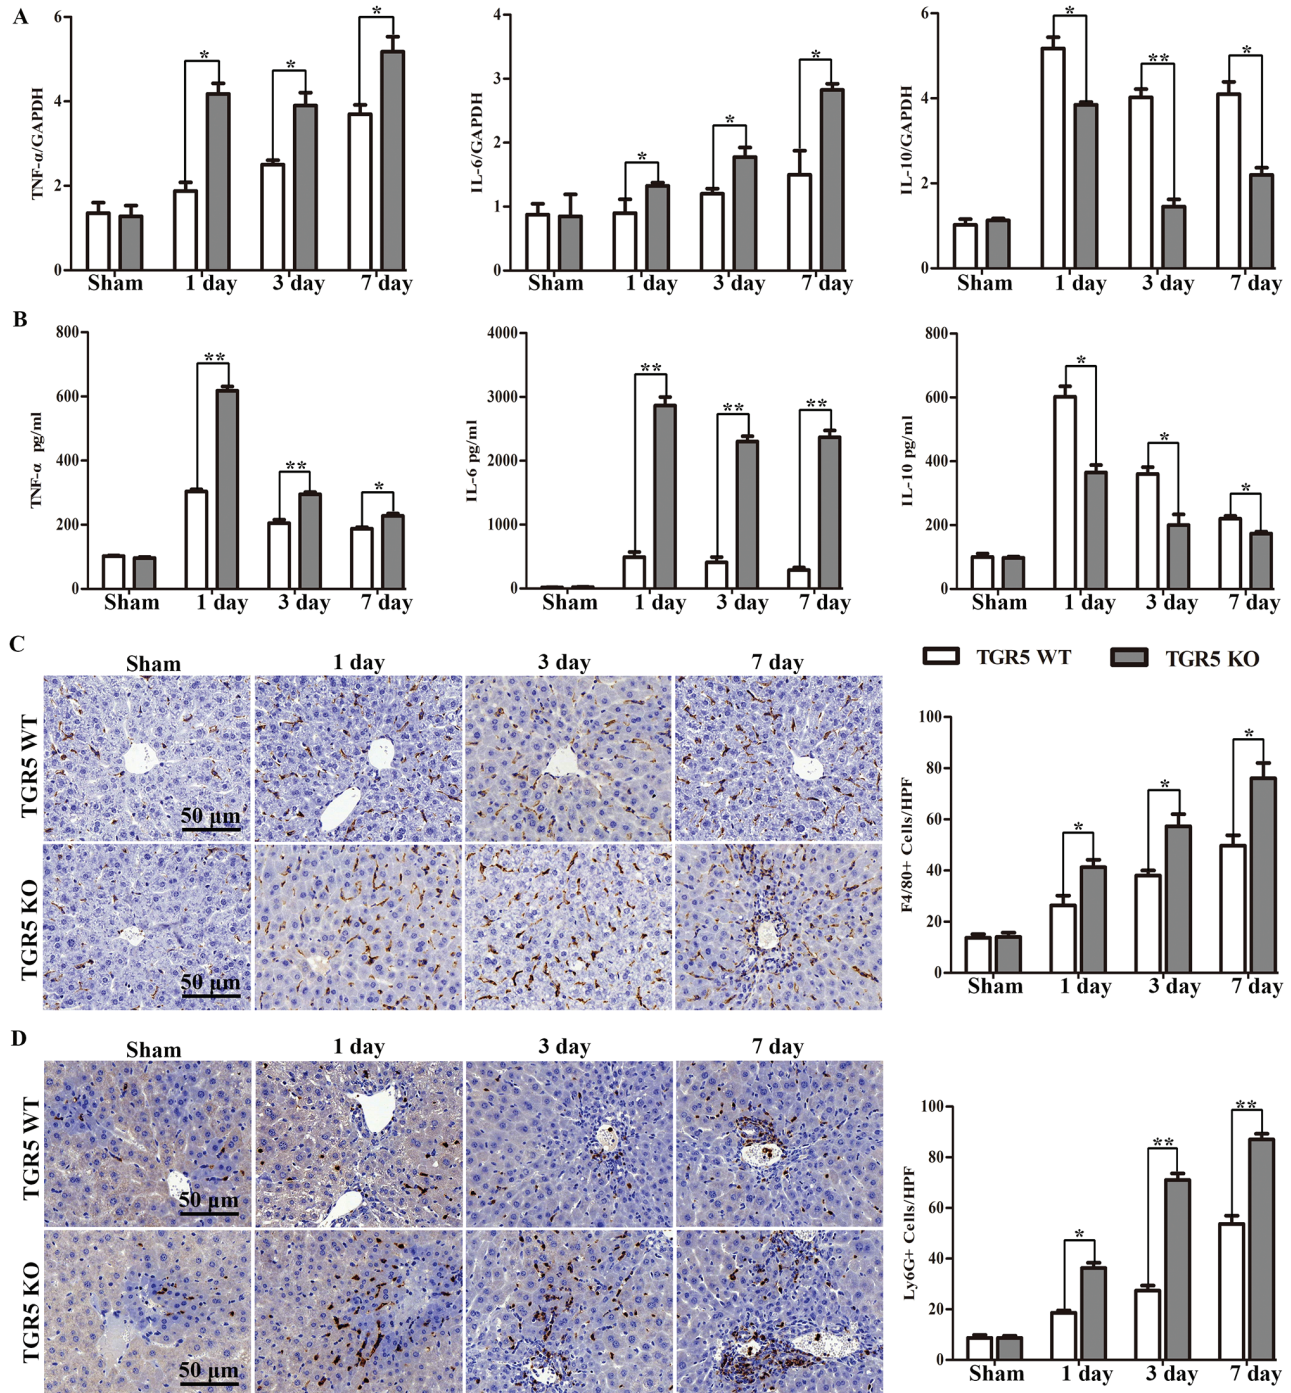 A
TNF-α/GAPDH
6
4
2
0
* * *
Sham 1 day 3 day 7 day
IL-6/GAPDH
4
3
2
1
0
* * *
Sham 1 day 3 day 7 day
IL-10/GAPDH
6
4
2
0
* ** *
Sham 1 day 3 day 7 day
B
TNF-α pg/ml
800
600
400
200
0
** ** *
Sham 1 day 3 day 7 day
IL-6 pg/ml
4000
3000
2000
1000
0
** ** **
Sham 1 day 3 day 7 day
IL-10 pg/ml
800
600
400
200
0
* * *
Sham 1 day 3 day 7 day
C
Sham 1 day 3 day 7 day
TGR5 WT
50 μm
TGR5 KO
50 μm
TGR5 WT TGR5 KO
F4/80+ Cells/HPF
100
80
60
40
20
0
* * *
Sham 1 day 3 day 7 day
D
Sham 1 day 3 day 7 day
TGR5 WT
50 μm
TGR5 KO
50 μm
Ly6G+ Cells/HPF
100
80
60
40
20
0
* ** **
Sham 1 day 3 day 7 day